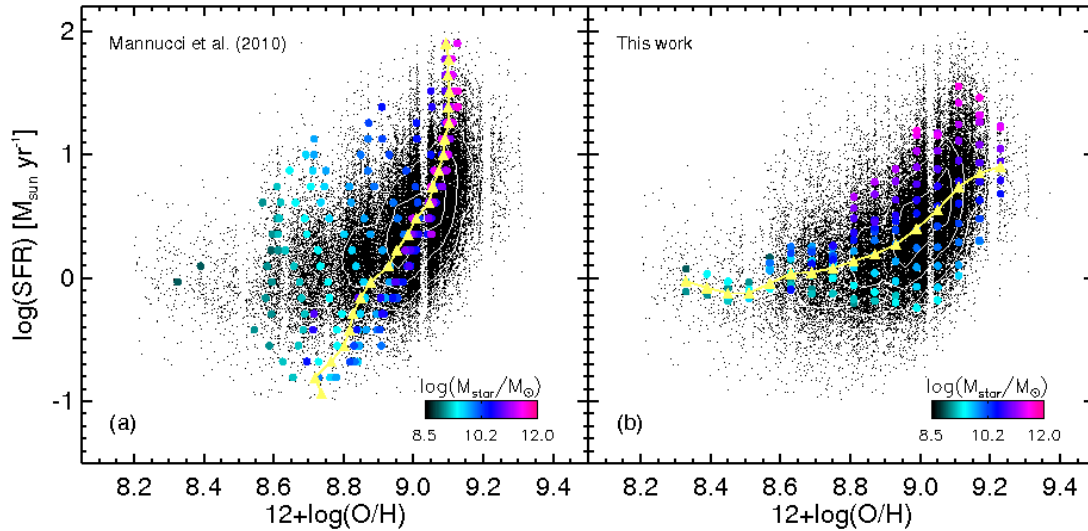 Mannucci et al. (2010)
This work
log(SFR) [M_sun yr^-1]
2
1
0
-1
(a)
log(M_star/M_⊙)
8.5 10.2 12.0
(b)
log(M_star/M_⊙)
8.5 10.2 12.0
8.2 8.4 8.6 8.8 9.0 9.2 9.4
8.2 8.4 8.6 8.8 9.0 9.2 9.4
12+log(O/H)
12+log(O/H)